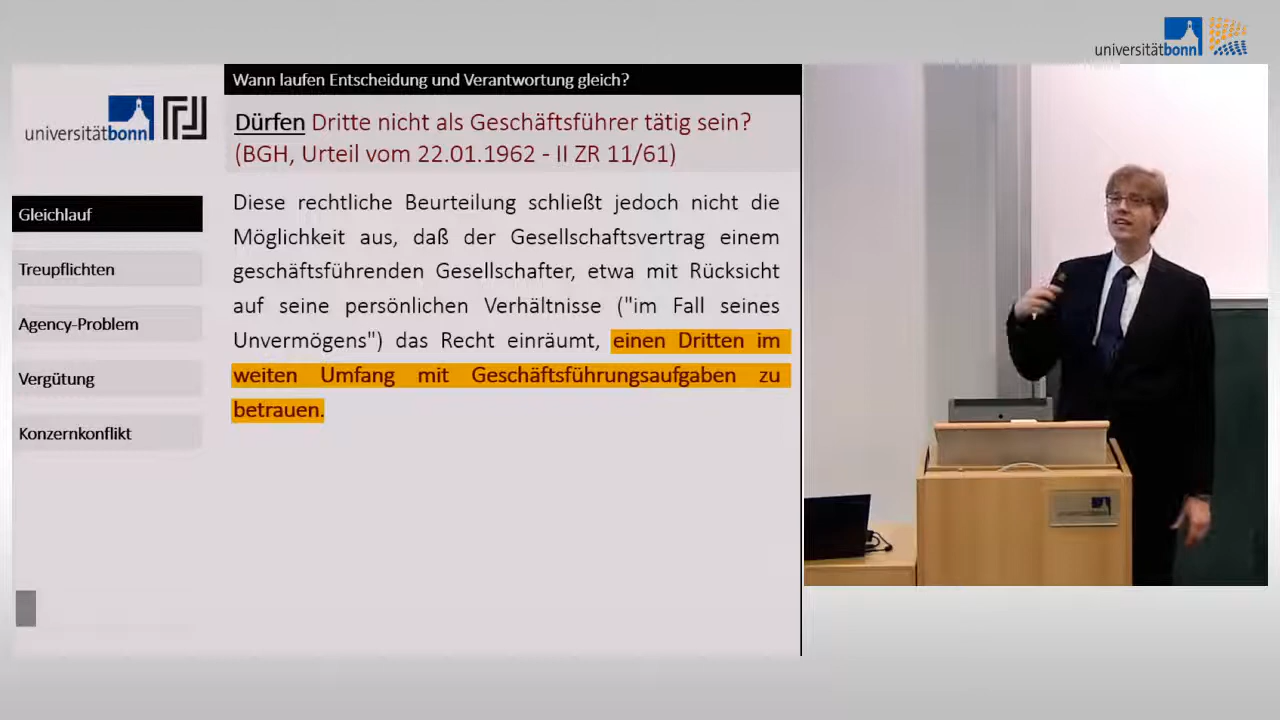 universitätbonn
universitätbonn
Gleichlauf
Treupflichten
Agency-Problem
Vergütung
Konzernkonflikt
Wann laufen Entscheidung und Verantwortung gleich?
Dürfen Dritte nicht als Geschäftsführer tätig sein?
(BGH, Urteil vom 22.01.1962 - II ZR 11/61)
Diese rechtliche Beurteilung schließt jedoch nicht die
Möglichkeit aus, daß der Gesellschaftsvertrag einem
geschäftsführenden Gesellschafter, etwa mit Rücksicht
auf seine persönlichen Verhältnisse ("im Fall seines
Unvermögens") das Recht einräumt, einen Dritten im
weiten Umfang mit Geschäftsführungsaufgaben zu
betrauen.